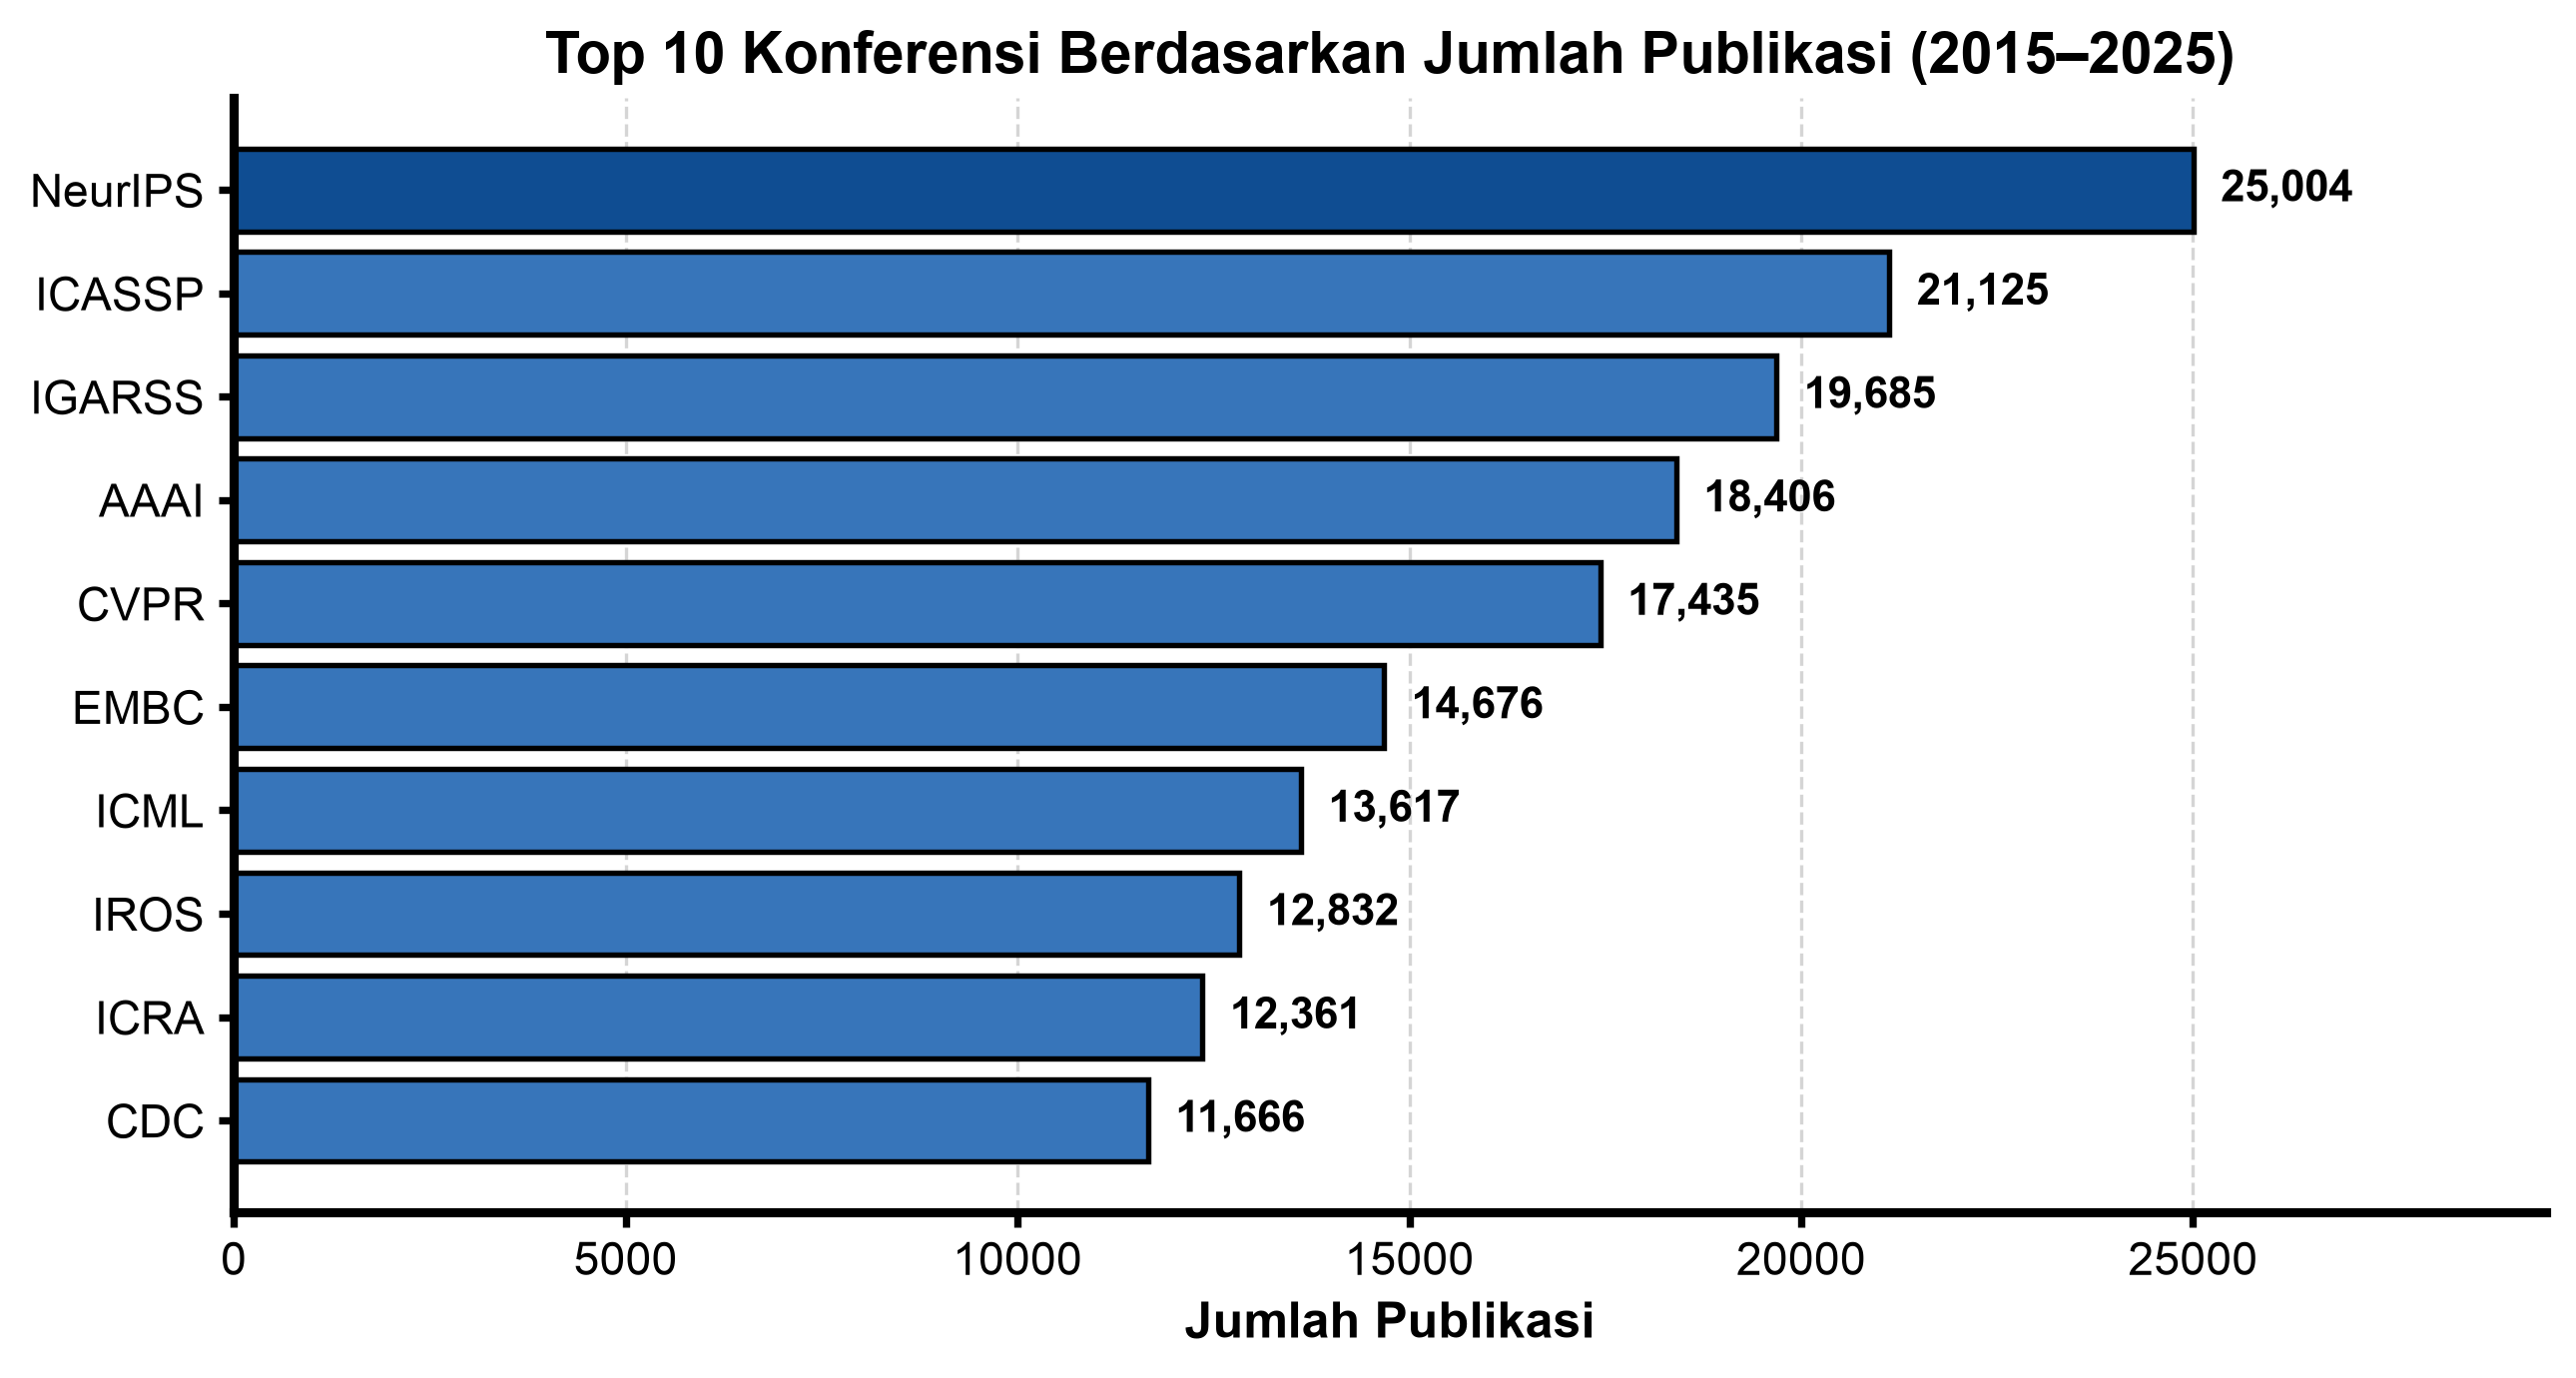 Top 10 Konferensi Berdasarkan Jumlah Publikasi (2015–2025)
NeurIPS 25,004
ICASSP 21,125
IGARSS 19,685
AAAI 18,406
CVPR 17,435
EMBC 14,676
ICML 13,617
IROS 12,832
ICRA 12,361
CDC 11,666
0 5000 10000 15000 20000 25000
Jumlah Publikasi